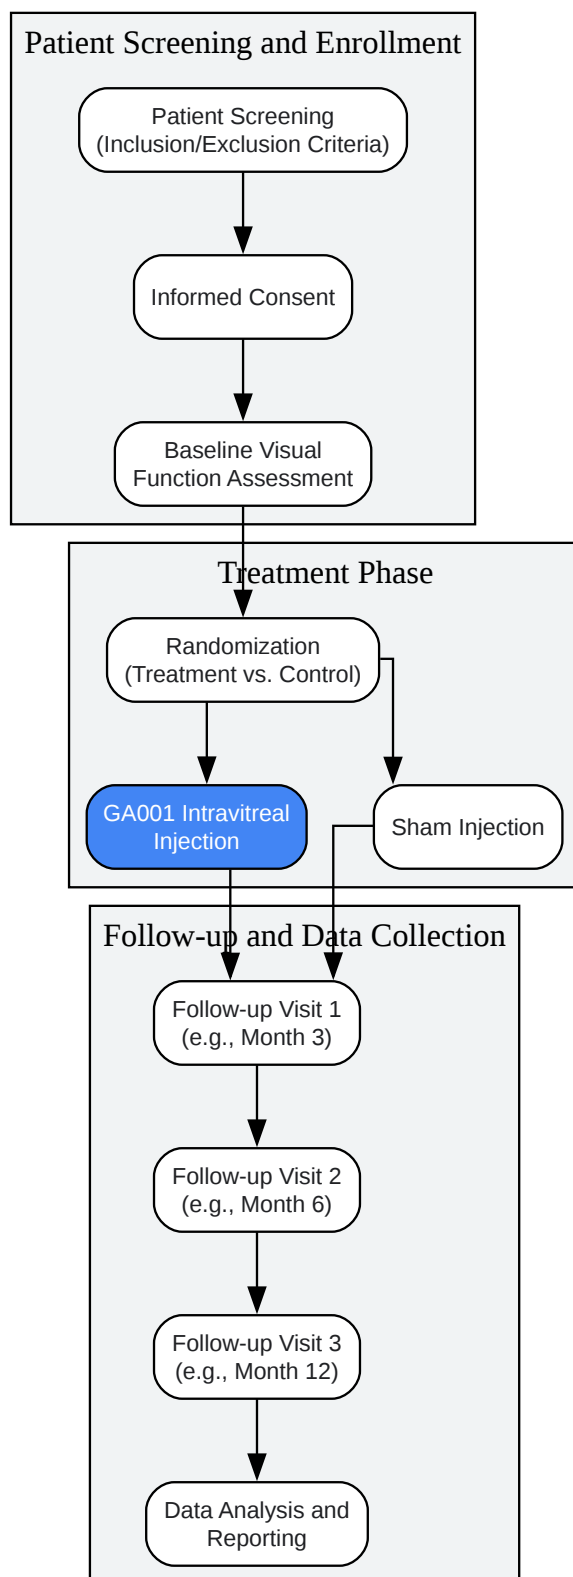 Patient Screening and Enrollment
Patient Screening
(Inclusion/Exclusion Criteria)
Informed Consent
Baseline Visual
Function Assessment
Treatment Phase
Randomization
(Treatment vs. Control)
GA001 Intravitreal
Injection
Sham Injection
Follow-up and Data Collection
Follow-up Visit 1
(e.g., Month 3)
Follow-up Visit 2
(e.g., Month 6)
Follow-up Visit 3
(e.g., Month 12)
Data Analysis and
Reporting